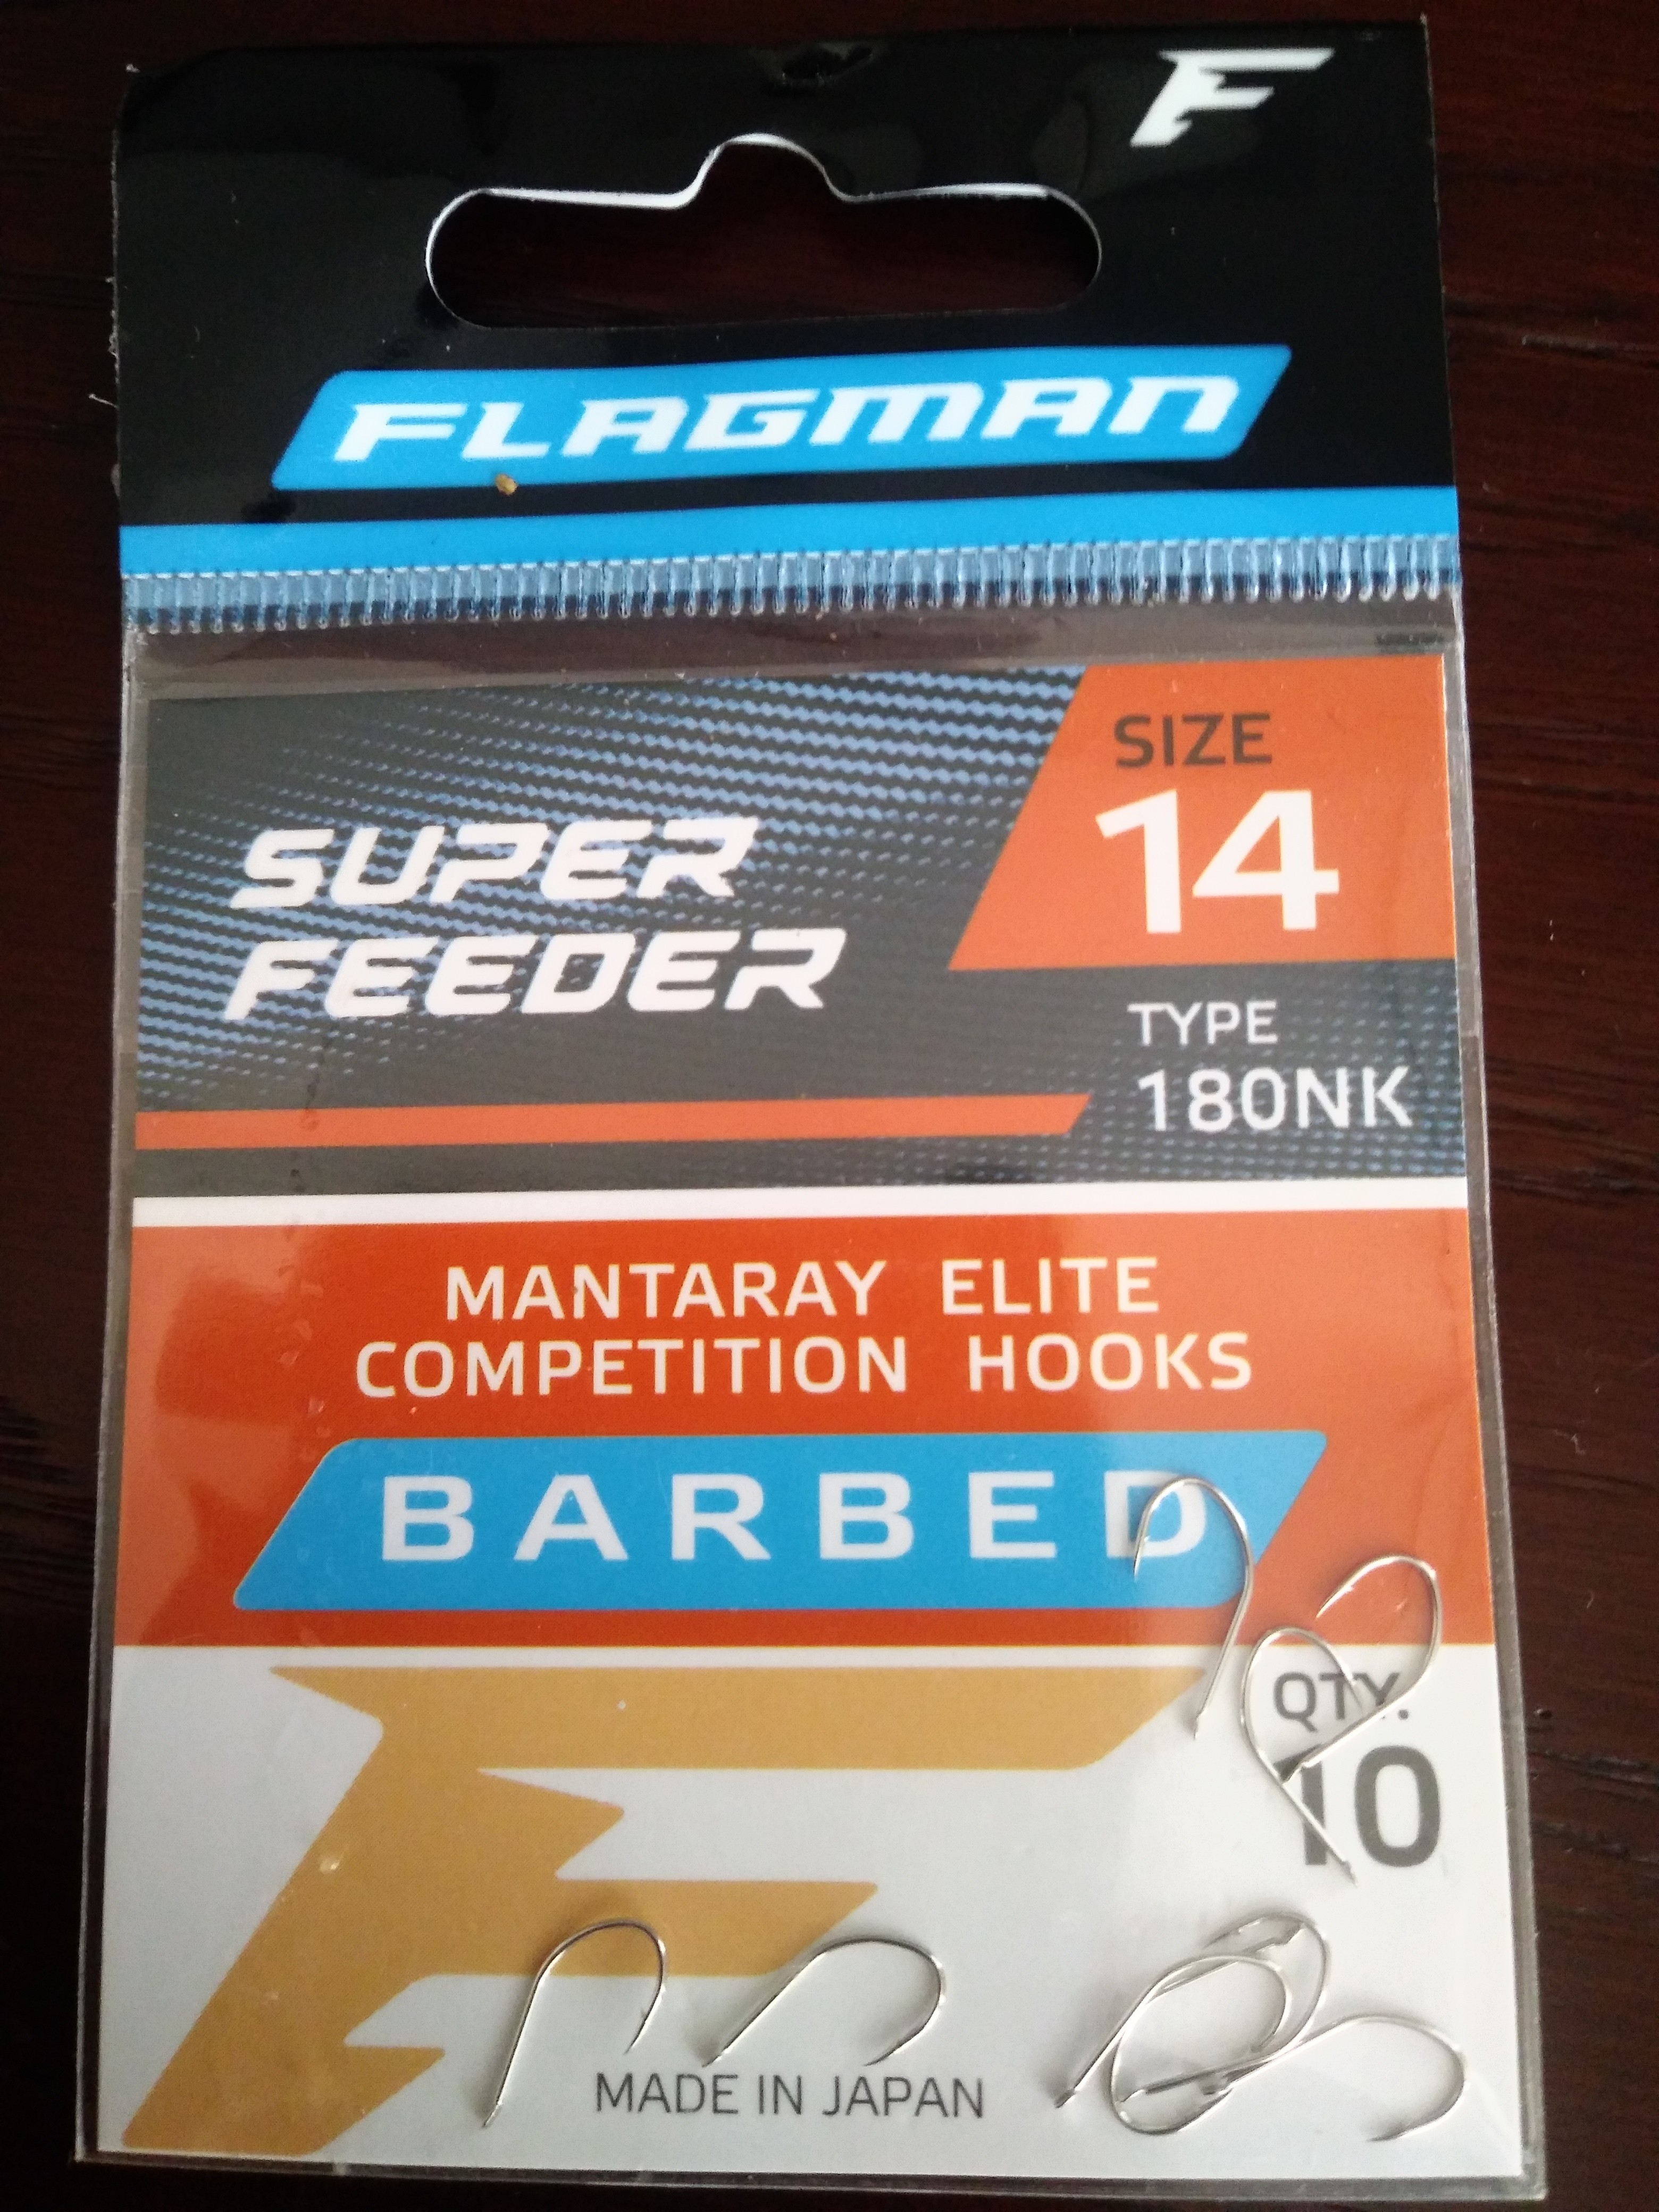 F
FLAGMAN
SUPER
FEEDER
SIZE
14
TYPE
180NK
MANTARAY ELITE
COMPETITION HOOKS
BARBED
QTY.
10
MADE IN JAPAN